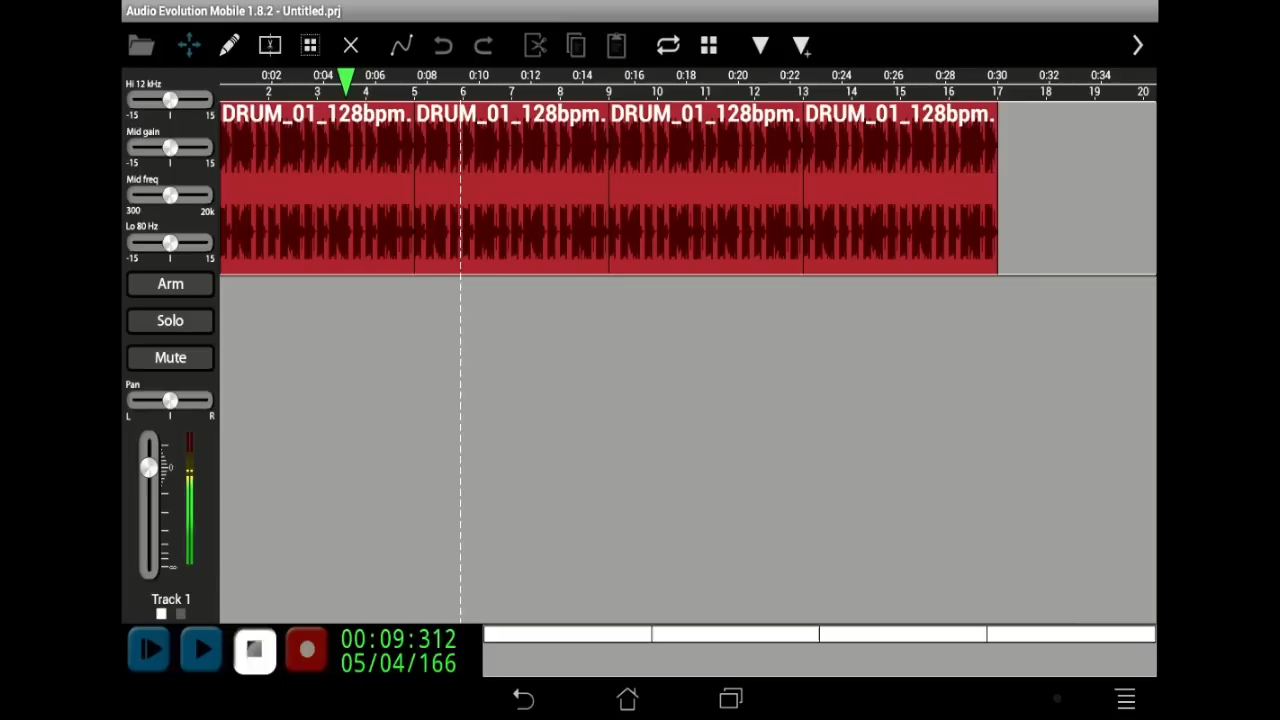 Audio Evolution Mobile 1.8.2 - Untitled.prj
0:02 0:04 0:06 0:08 0:10 0:12 0:14 0:16 0:18 0:20 0:22 0:24 0:26 0:28 0:30 0:32 0:34
2 3 4 5 6 7 8 9 10 11 12 13 14 15 16 17 18 19 20
Hi 12 kHz
-15 I 15
Mid gain
-15 I 15
Mid freq
300 20k
Lo 80 Hz
-15 I 15
DRUM_01_128bpm. DRUM_01_128bpm. DRUM_01_128bpm. DRUM_01_128bpm.
Arm
Solo
Mute
Pan
L I R
0
∞
Track 1
00:09:312
05/04/166